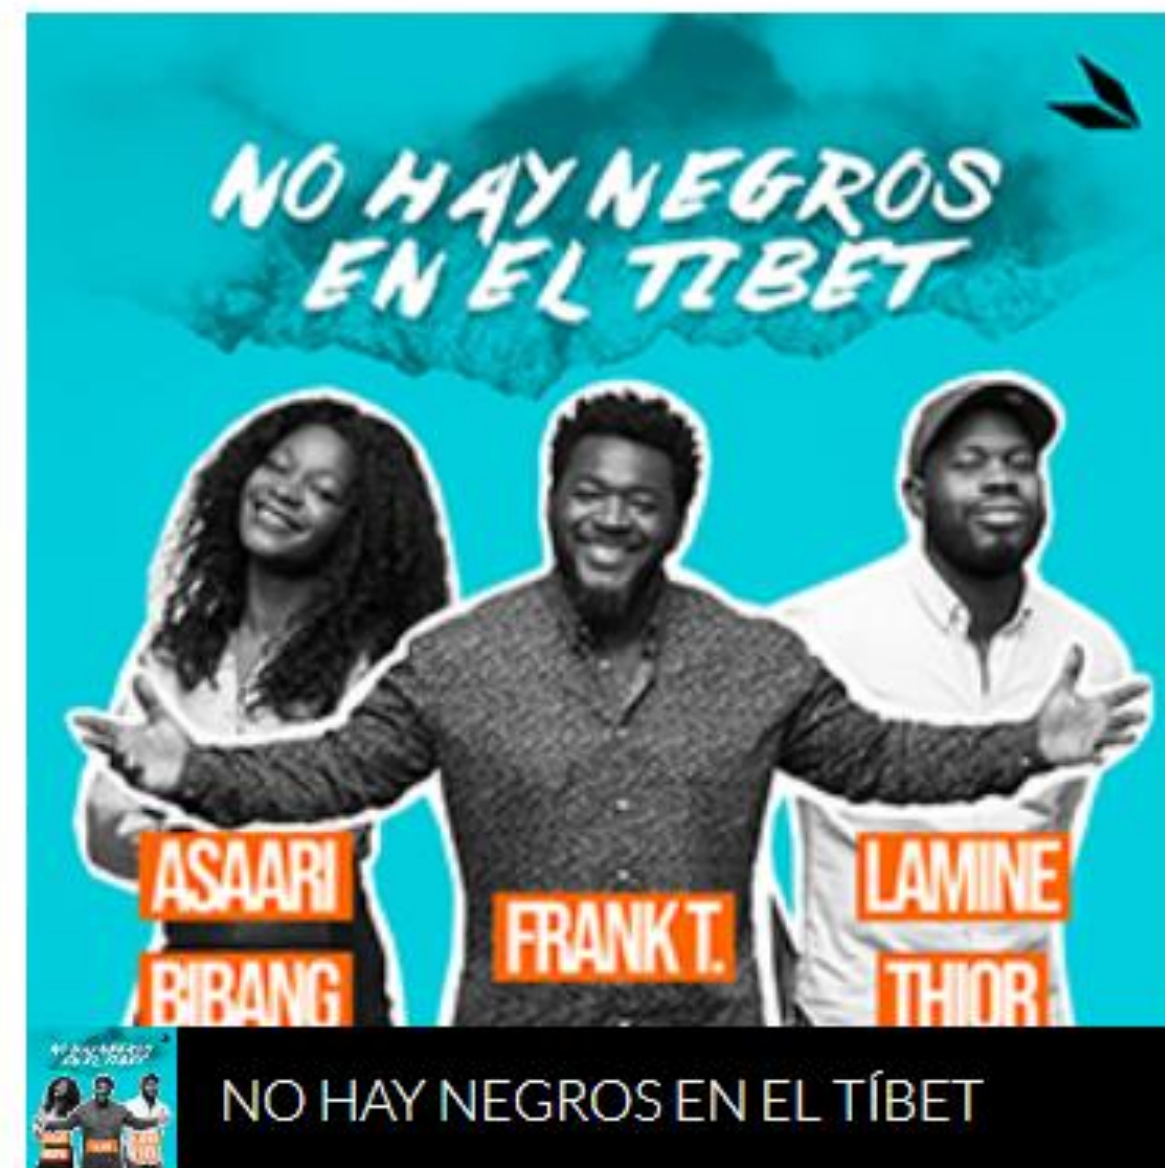 NO HAY NEGROS
EN EL TIBET
ASAARI
BIBANG
FRANK T.
LAMINE
THIOR
NO HAY NEGROS EN EL TÍBET